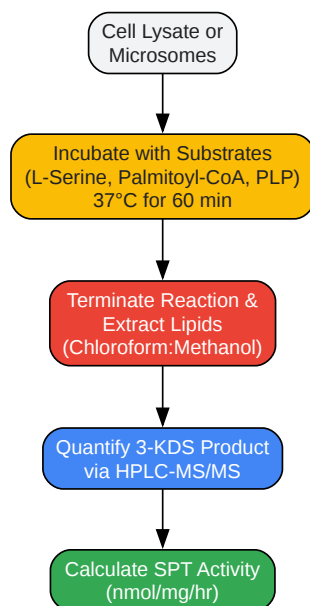 Cell Lysate or
Microsomes
Incubate with Substrates
(L-Serine, Palmitoyl-CoA, PLP)
37°C for 60 min
Terminate Reaction &
Extract Lipids
(Chloroform:Methanol)
Quantify 3-KDS Product
via HPLC-MS/MS
Calculate SPT Activity
(nmol/mg/hr)